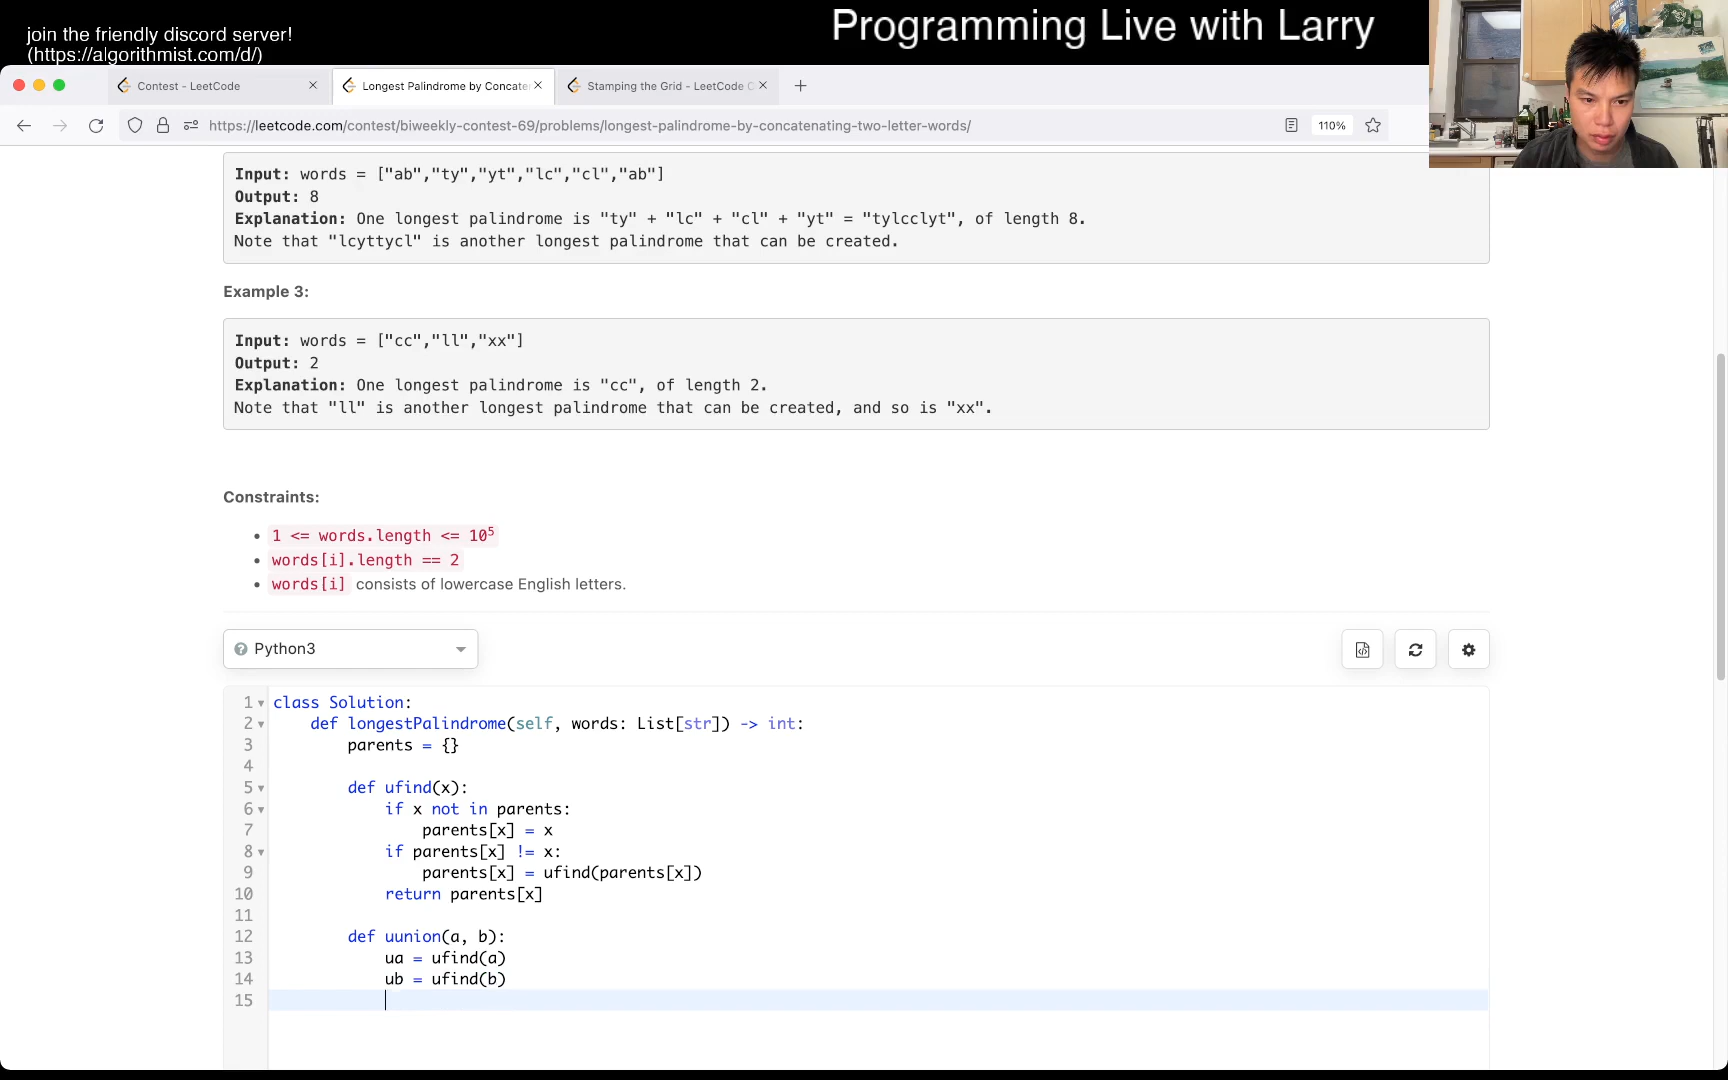 join the friendly discord server!
(https://algorithmist.com/d/)
Programming Live with Larry
Contest - LeetCode
Longest Palindrome by Concate
Stamping the Grid - LeetCode C
https://leetcode.com/contest/biweekly-contest-69/problems/longest-palindrome-by-concatenating-two-letter-words/
110%
Input: words = ["ab","ty","yt","lc","cl","ab"]
Output: 8
Explanation: One longest palindrome is "ty" + "lc" + "cl" + "yt" = "tylcclyt", of length 8.
Note that "lcyttycl" is another longest palindrome that can be created.
Example 3:
Input: words = ["cc","ll","xx"]
Output: 2
Explanation: One longest palindrome is "cc", of length 2.
Note that "ll" is another longest palindrome that can be created, and so is "xx".
Constraints:
• 1 <= words.length <= 10⁵
• words[i].length == 2
• words[i] consists of lowercase English letters.
? Python3
1 class Solution:
2     def longestPalindrome(self, words: List[str]) -> int:
3         parents = {}
4
5         def ufind(x):
6             if x not in parents:
7                 parents[x] = x
8             if parents[x] != x:
9                 parents[x] = ufind(parents[x])
10             return parents[x]
11
12         def uunion(a, b):
13             ua = ufind(a)
14             ub = ufind(b)
15